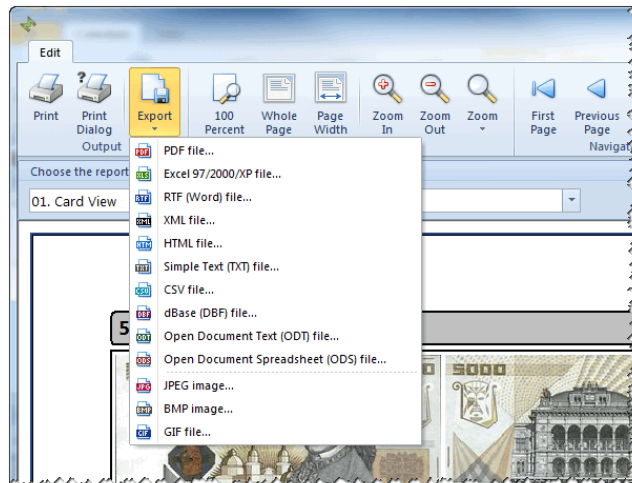 Edit
Print
Print Dialog
Export
100 Percent
Whole Page
Page Width
Zoom In
Zoom Out
Zoom
First Page
Previous Page
Output
Navigat
Choose the report
01. Card View
PDF file...
Excel 97/2000/XP file...
RTF (Word) file...
XML file...
HTML file...
Simple Text (TXT) file...
CSV file...
dBase (DBF) file...
Open Document Text (ODT) file...
Open Document Spreadsheet (ODS) file...
JPEG image...
BMP image...
GIF file...
5
5000